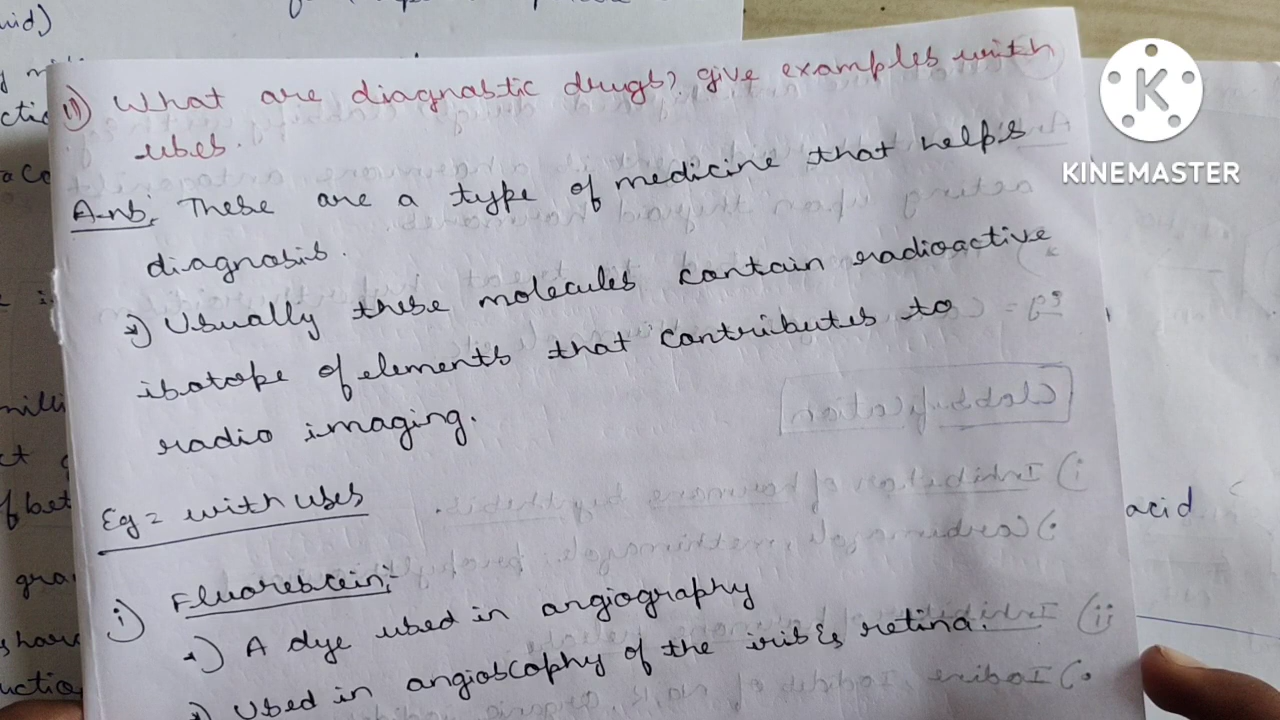 11) What are diagnostic drugs? give examples with
uses.
Ans; These are a type of medicine that helps
diagnosis.
*) Usually these molecules contain radioactive
isotope of elements that contributes to
radio imaging.
Eg = with uses
i) Fluorescein;-
*) A dye used in angiography
*) Used in angioscophy of the iris & retina.
K
KINEMASTER
acid